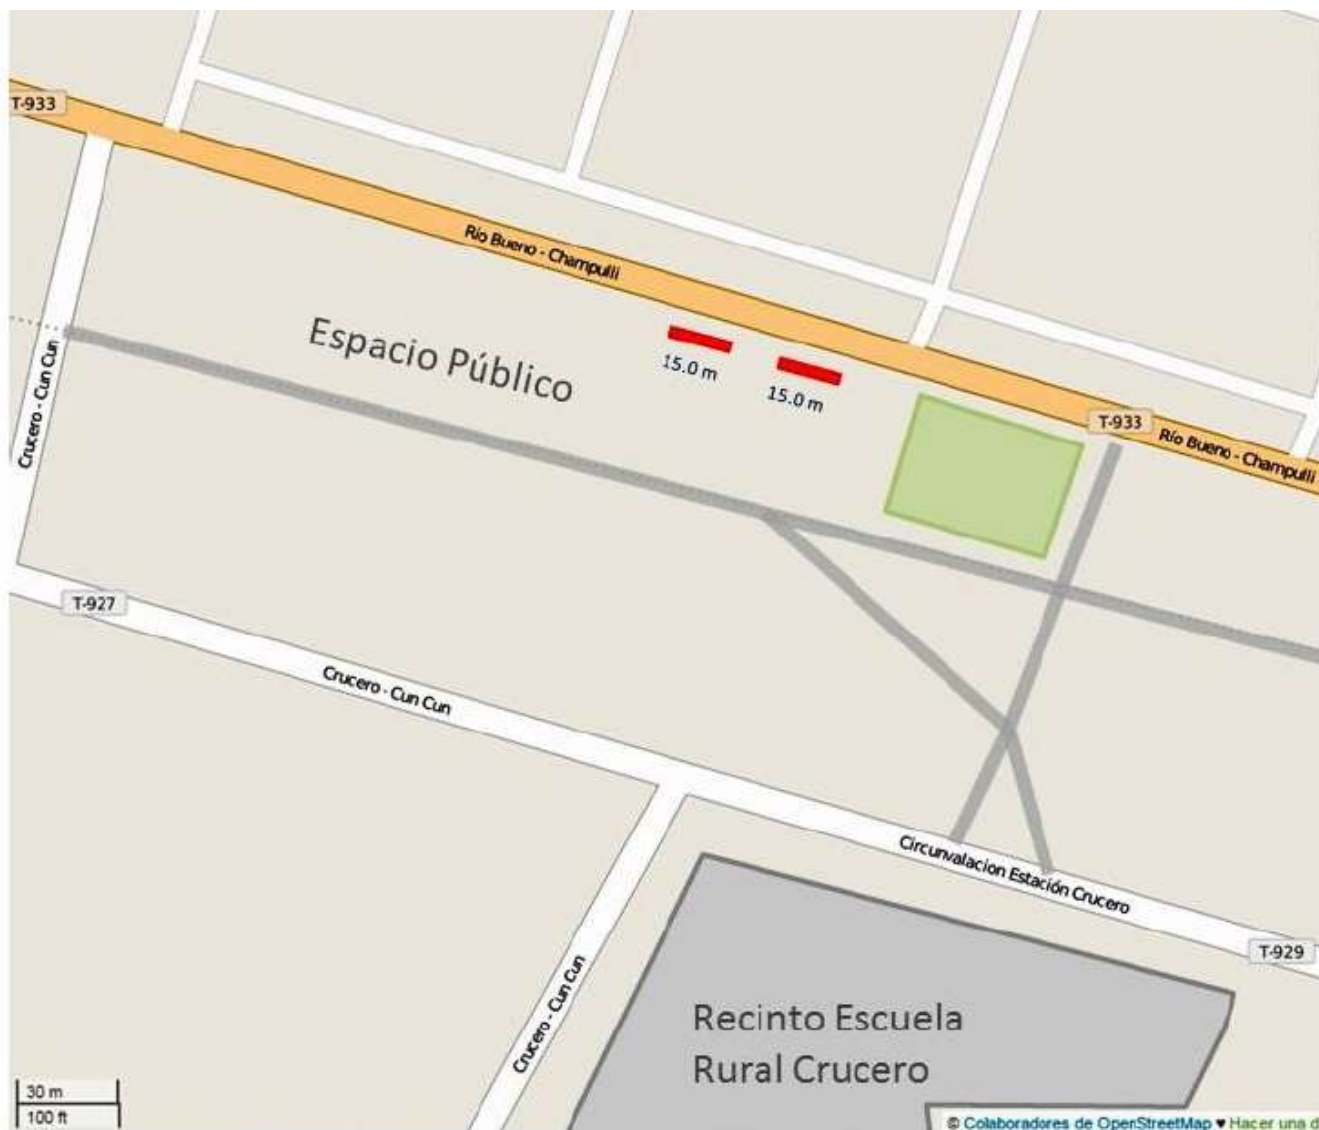 T-933
Río Bueno - Champulli
Espacio Público
15.0 m
15.0 m
Crucero - Cun Cun
T-933
Río Bueno - Champulli
T-927
Crucero - Cun Cun
Circunvalacion Estación Crucero
T-929
Crucero - Cun Cun
Recinto Escuela
Rural Crucero
30 m
100 ft
© Colaboradores de OpenStreetMap ♥ Hacer una d